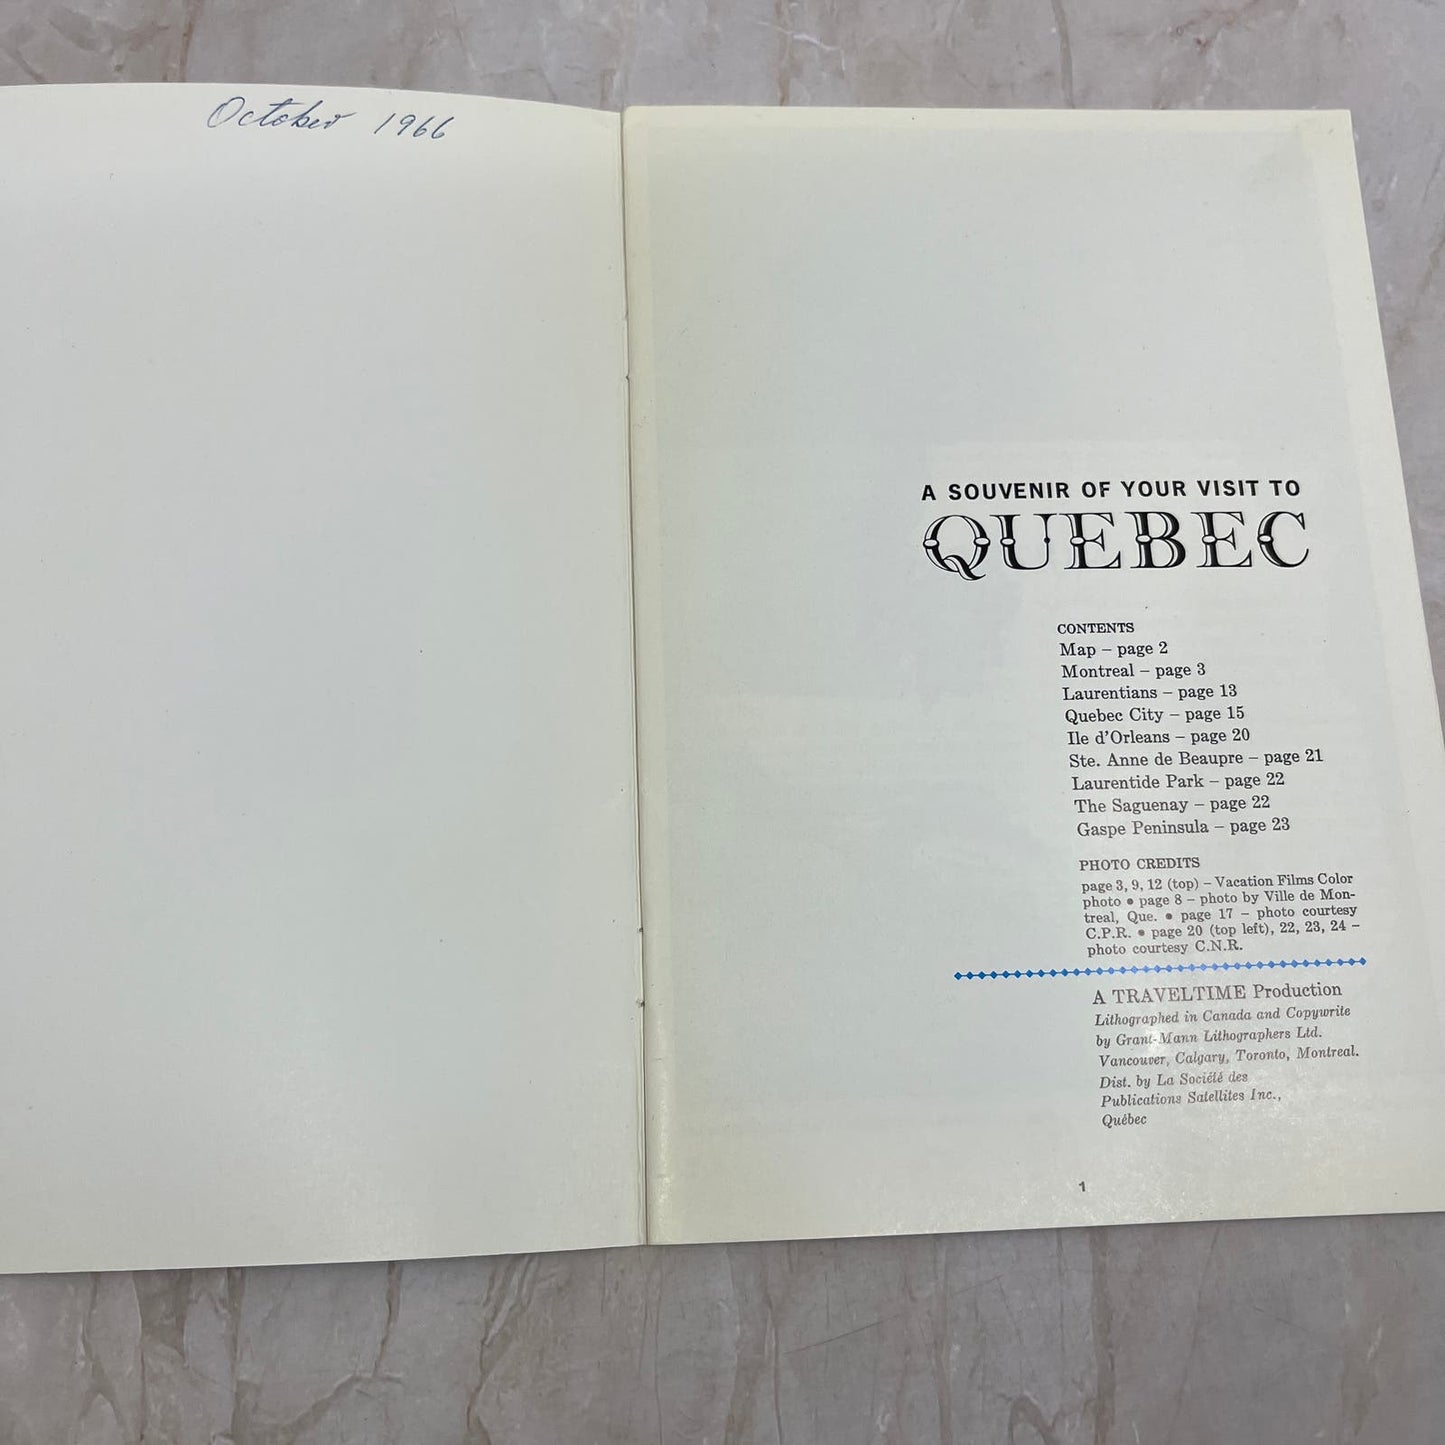 October 1966
A SOUVENIR OF YOUR VISIT TO
QUEBEC
CONTENTS
Map – page 2
Montreal – page 3
Laurentians – page 13
Quebec City – page 15
Ile d'Orleans – page 20
Ste. Anne de Beaupre – page 21
Laurentide Park – page 22
The Saguenay – page 22
Gaspe Peninsula – page 23
PHOTO CREDITS
page 3, 9, 12 (top) – Vacation Films Color
photo • page 8 – photo by Ville de Mon-
treal, Que. • page 17 – photo courtesy
C.P.R. • page 20 (top left), 22, 23, 24 –
photo courtesy C.N.R.
A TRAVELTIME Production
Lithographed in Canada and Copywrite
by Grant-Mann Lithographers Ltd.
Vancouver, Calgary, Toronto, Montreal.
Dist. by La Société des
Publications Satellites Inc.,
Québec
1